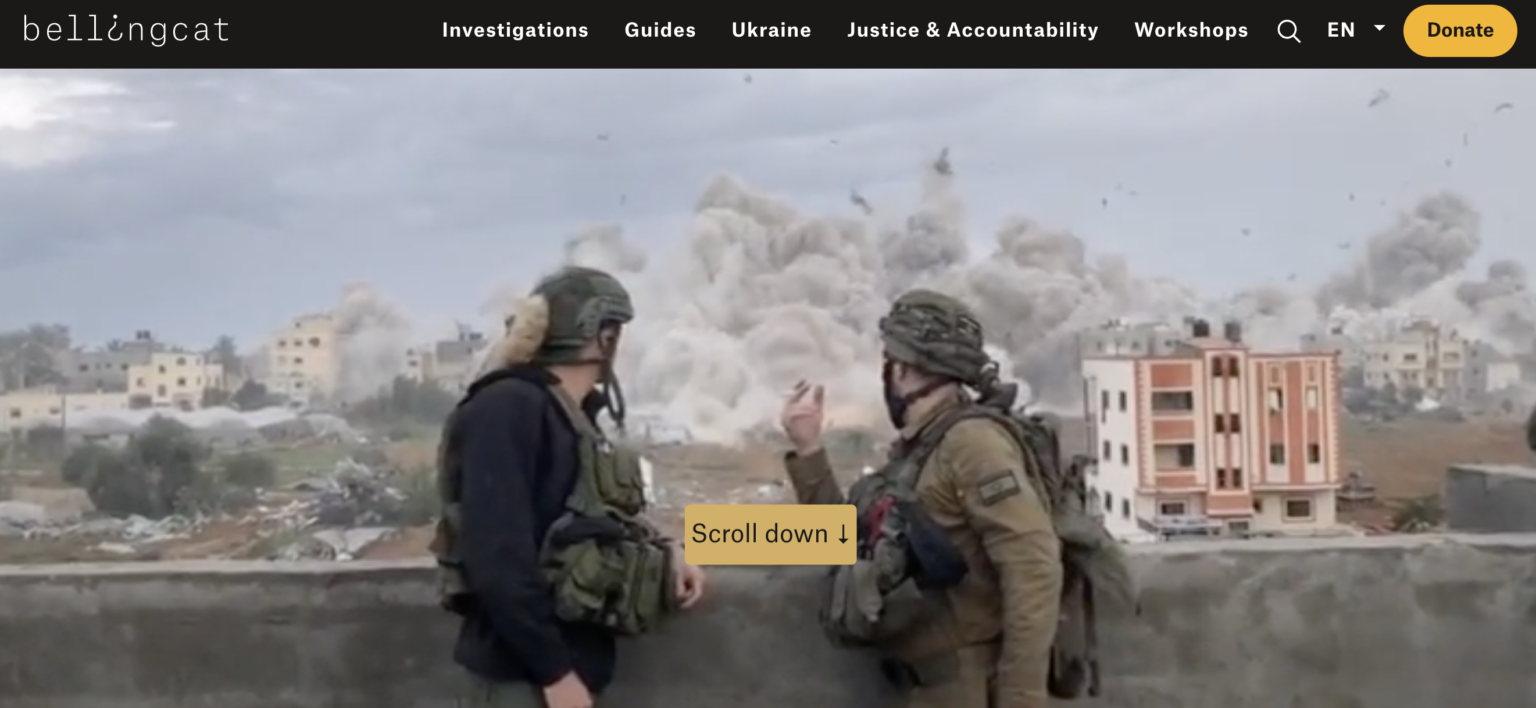 bellingcat
Investigations Guides Ukraine Justice & Accountability Workshops EN Donate
Scroll down ↓